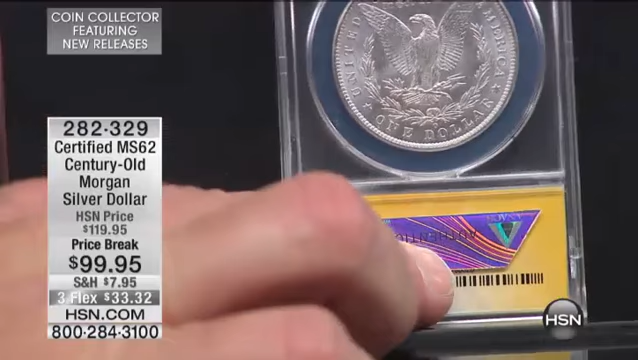 COIN COLLECTOR
FEATURING
NEW RELEASES
282-329
Certified MS62
Century-Old
Morgan
Silver Dollar
HSN Price
$119.95
Price Break
$99.95
S&H $7.95
3 Flex $33.32
HSN.COM
800-284-3100
UNITED AMERICA
ONE DOLLAR
HSN